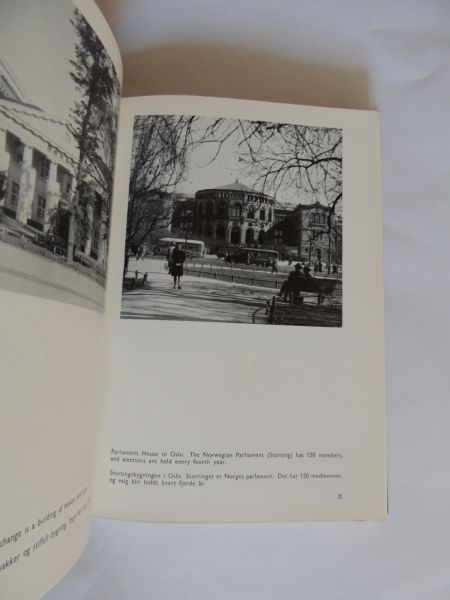 change is a building of beauty and
vakker og stilfull bygning,
Parliament House in Oslo. The Norwegian Parliament (Storting) has 150 members,
and elections are held every fourth year.
Stortingsbygningen i Oslo. Stortinget er Norges parlament. Det har 150 medlemmer,
og valg blir holdt hvert fjerde år.
31